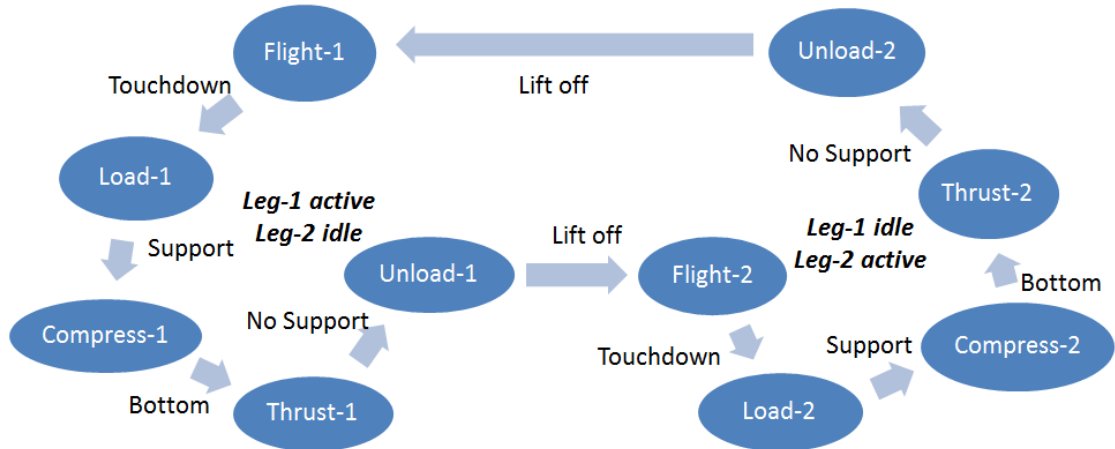 Flight-1
Unload-2
Touchdown
Lift off
No Support
Load-1
Thrust-2
Leg-1 active
Leg-2 idle
Leg-1 idle
Leg-2 active
Support
Lift off
Unload-1
Flight-2
Bottom
Compress-1
No Support
Touchdown
Support
Compress-2
Bottom
Thrust-1
Load-2